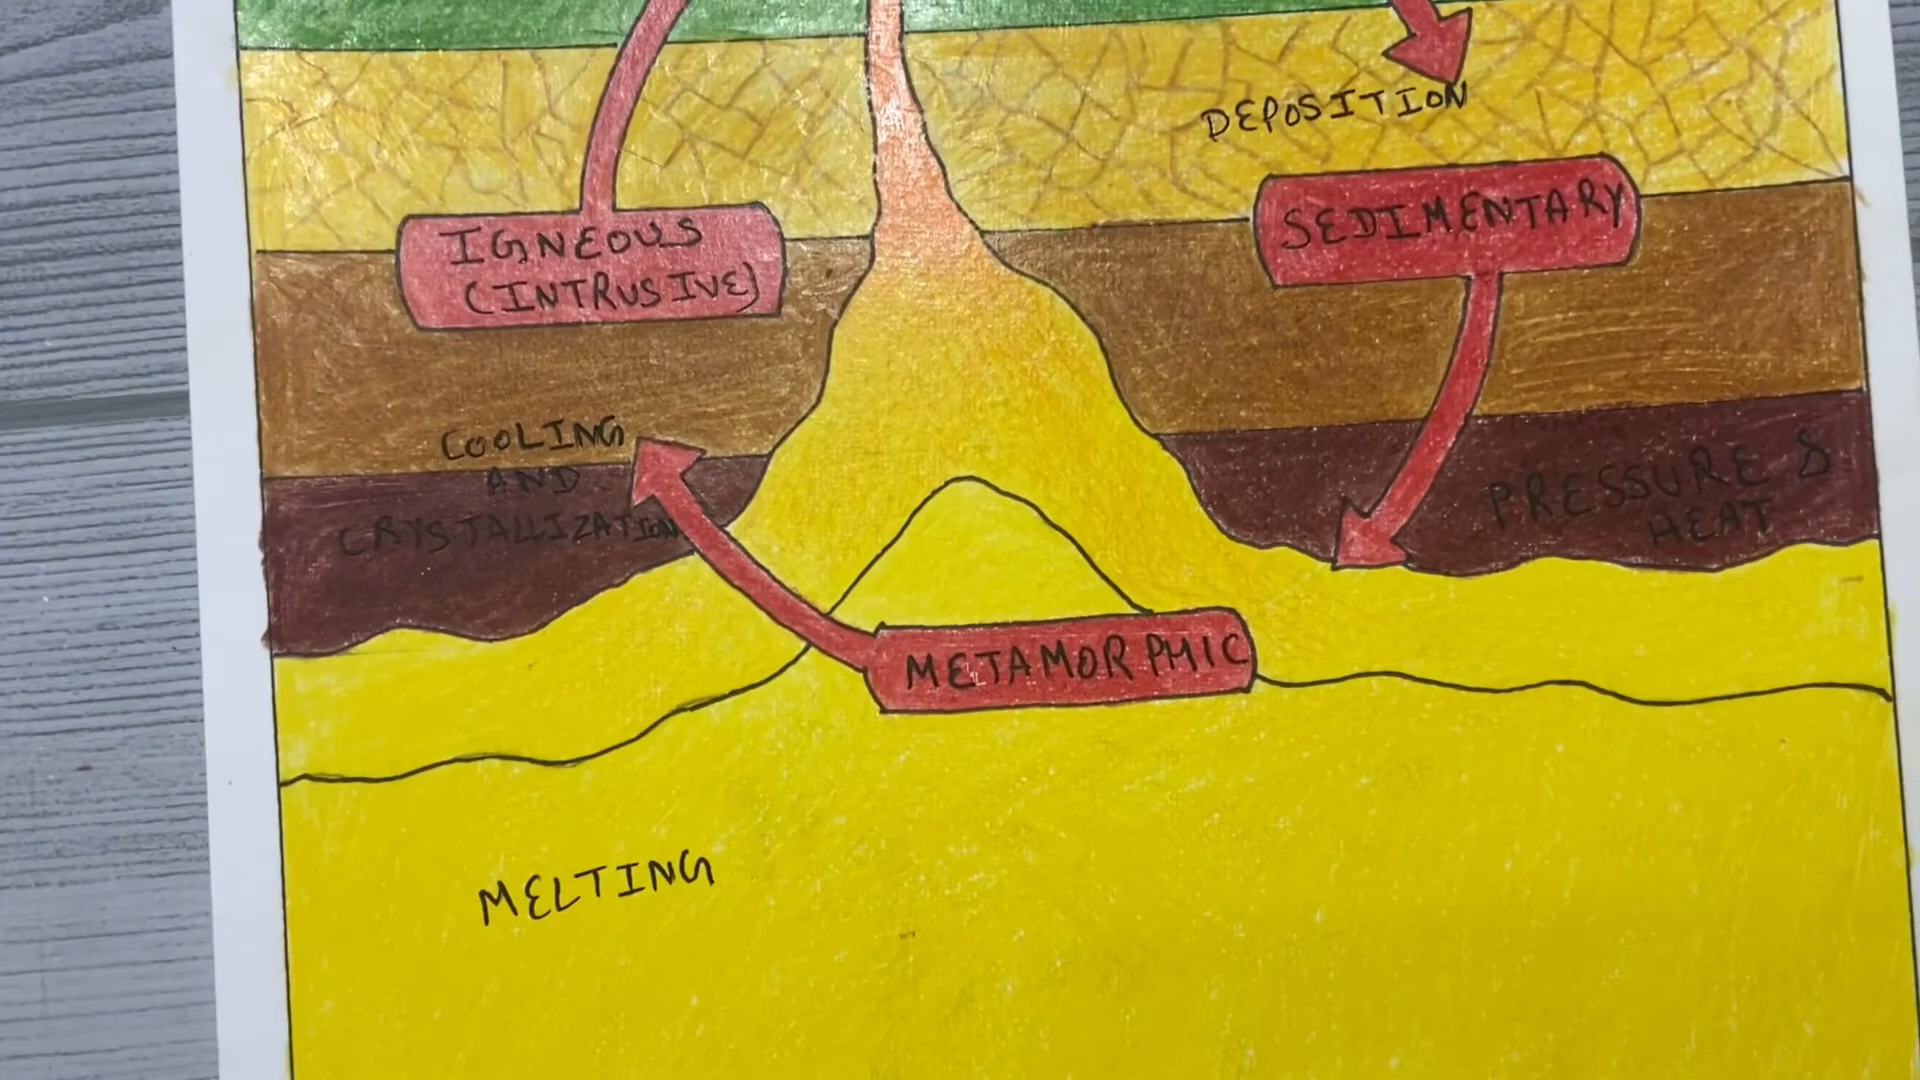 DEPOSITION
SEDIMENTARY
IGNEOUS
(INTRUSIVE)
COOLING
AND
CRYSTALLIZATION
PRESSURE &
HEAT
METAMORPHIC
MELTING